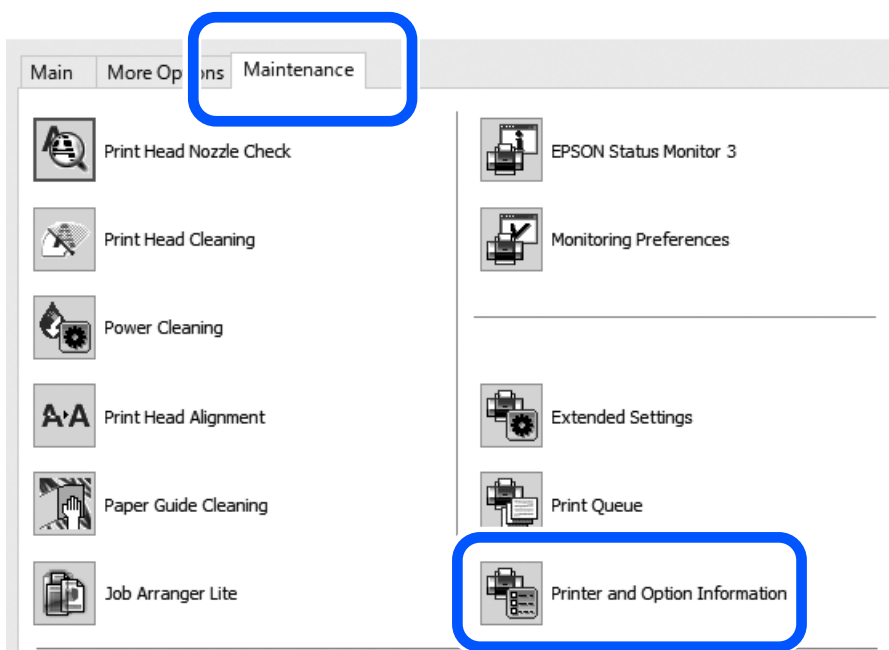 Main
More Options
Maintenance
Print Head Nozzle Check
Print Head Cleaning
Power Cleaning
A·A Print Head Alignment
Paper Guide Cleaning
Job Arranger Lite
EPSON Status Monitor 3
Monitoring Preferences
Extended Settings
Print Queue
Printer and Option Information